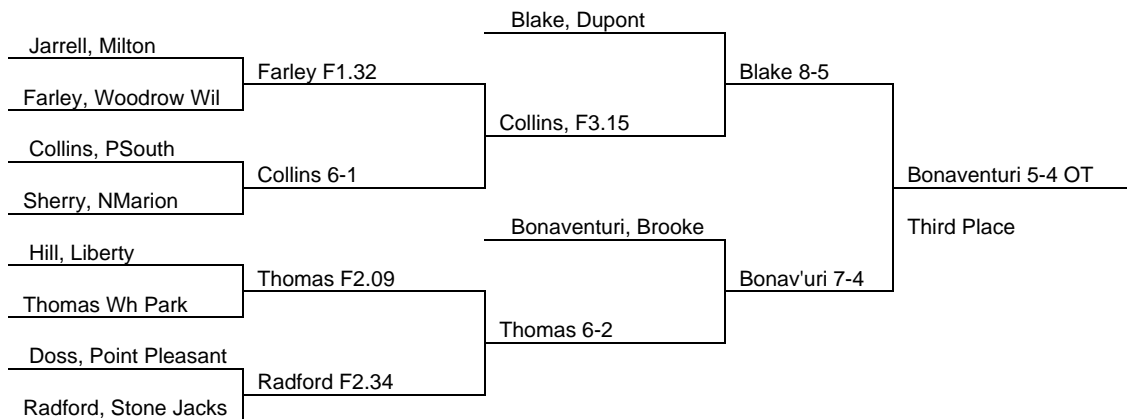 Blake, Dupont
Jarrell, Milton
Farley F1.32
Blake 8-5
Farley, Woodrow Wil
Collins, F3.15
Collins, PSouth
Collins 6-1
Bonaventuri 5-4 OT
Sherry, NMarion
Bonaventuri, Brooke
Third Place
Hill, Liberty
Thomas F2.09
Bonav'uri 7-4
Thomas Wh Park
Thomas 6-2
Doss, Point Pleasant
Radford F2.34
Radford, Stone Jacks